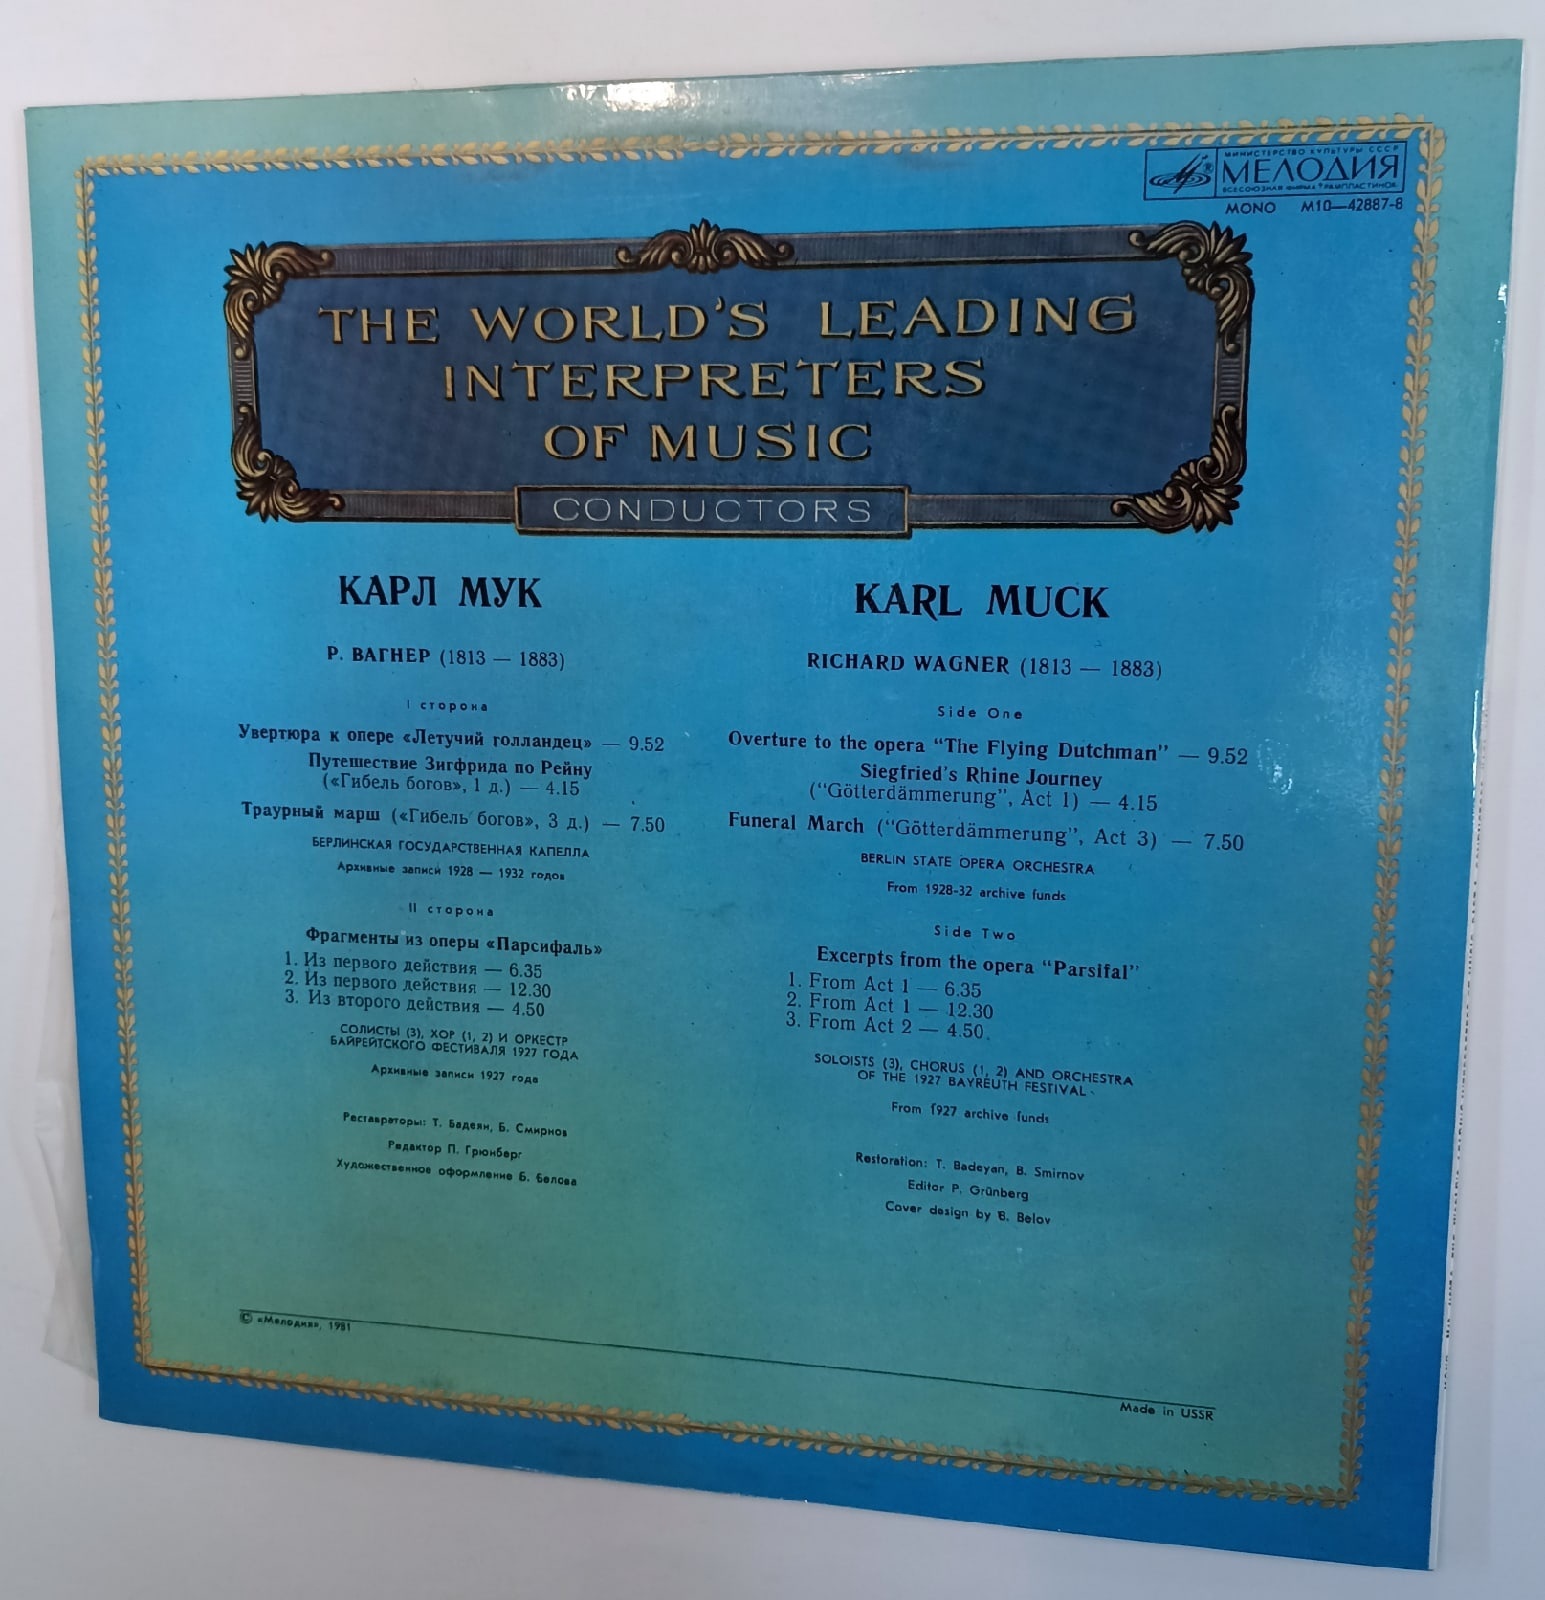 МИНИСТЕРСТВО КУЛЬТУРЫ СССР
МЕЛОДИЯ
ВСЕСОЮЗНАЯ ФИРМА ГРАМПЛАСТИНОК
MONO М10—42887-8
THE WORLD'S LEADING
INTERPRETERS
OF MUSIC
CONDUCTORS
КАРЛ МУК
Р. ВАГНЕР (1813 — 1883)
I сторона
Увертюра к опере «Летучий голландец» — 9.52
Путешествие Зигфрида по Рейну
(«Гибель богов», 1 д.) — 4.15
Траурный марш («Гибель богов», 3 д.) — 7.50
БЕРЛИНСКАЯ ГОСУДАРСТВЕННАЯ КАПЕЛЛА
Архивные записи 1928 — 1932 годов
II сторона
Фрагменты из оперы «Парсифаль»
1. Из первого действия — 6.35
2. Из первого действия — 12.30
3. Из второго действия — 4.50
СОЛИСТЫ (3), ХОР (1, 2) И ОРКЕСТР
БАЙРЕЙТСКОГО ФЕСТИВАЛЯ 1927 ГОДА
Архивные записи 1927 года
Реставраторы: Т. Бадеян, Б. Смирнов
Редактор П. Грюнберг
Художественное оформление Б. Белова
KARL MUCK
RICHARD WAGNER (1813 — 1883)
Side One
Overture to the opera “The Flying Dutchman” — 9.52
Siegfried's Rhine Journey
(“Götterdämmerung”, Act 1) — 4.15
Funeral March (“Götterdämmerung”, Act 3) — 7.50
BERLIN STATE OPERA ORCHESTRA
From 1928-32 archive funds
Side Two
Excerpts from the opera “Parsifal”
1. From Act 1 — 6.35
2. From Act 1 — 12.30
3. From Act 2 — 4.50
SOLOISTS (3), CHORUS (1, 2) AND ORCHESTRA
OF THE 1927 BAYREUTH FESTIVAL
From 1927 archive funds
Restoration: T. Badeyan, B. Smirnov
Editor P. Grünberg
Cover design by B. Belov
© «Мелодия», 1981
Made in USSR